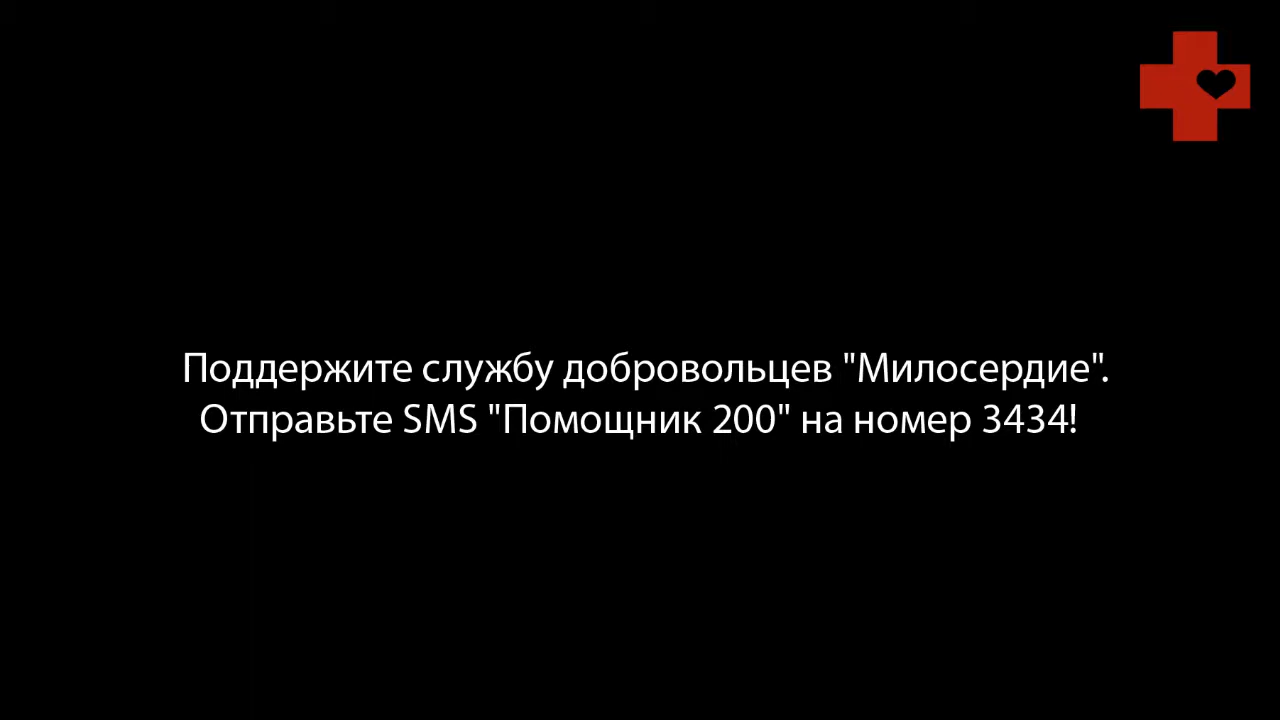 Поддержите службу добровольцев "Милосердие".
Отправьте SMS "Помощник 200" на номер 3434!